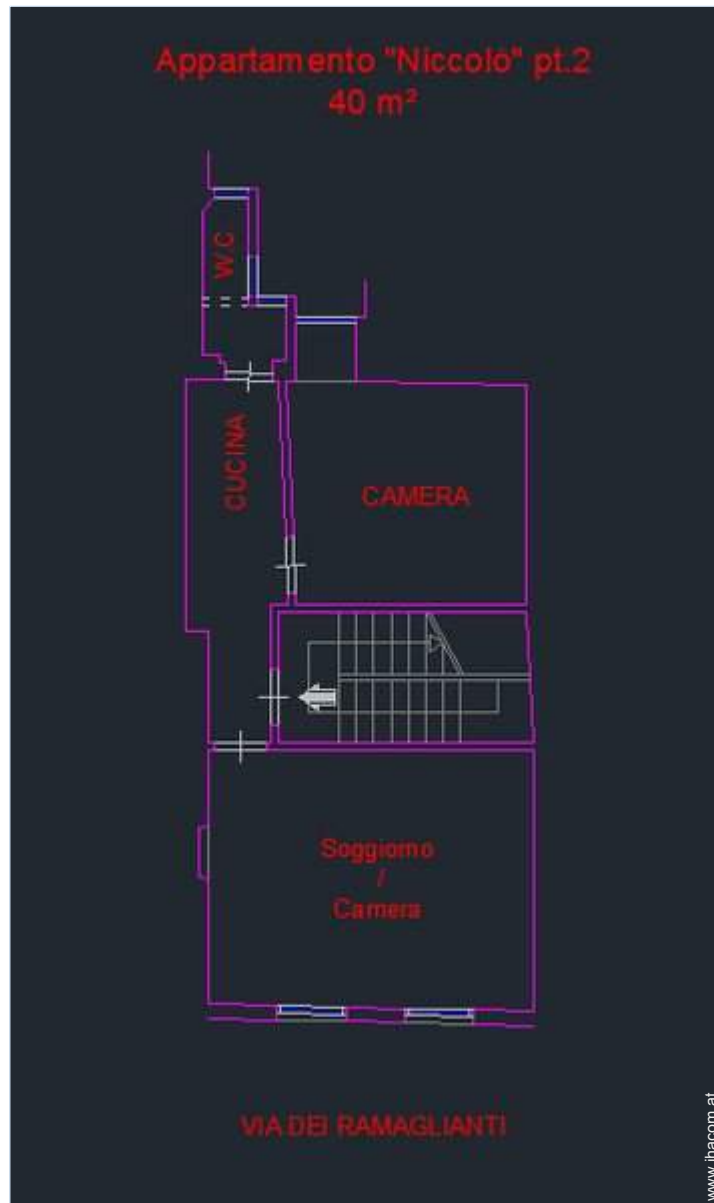 Appartamento "Niccolò" pt.2
40 m²
W.C
CUCINA
CAMERA
Soggiorno
/
Camera
VIA DEI RAMAGLIANTI
www.ibacom.at